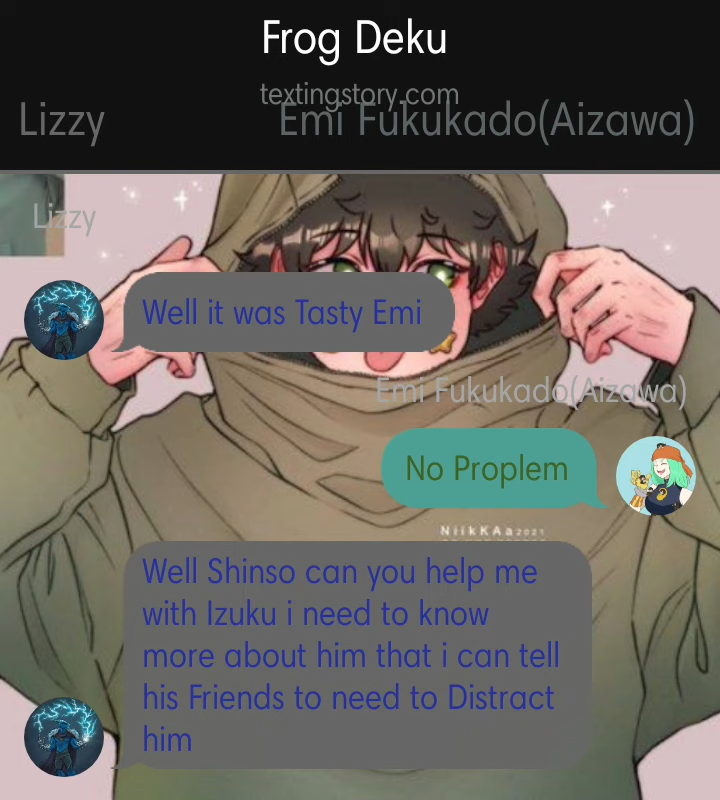 Frog Deku
textingstory.com
Lizzy
Emi Fukukado(Aizawa)
Lizzy
Well it was Tasty Emi
Emi Fukukado(Aizawa)
No Proplem
NiikKAa2021
Well Shinso can you help me
with Izuku i need to know
more about him that i can tell
his Friends to need to Distract
him